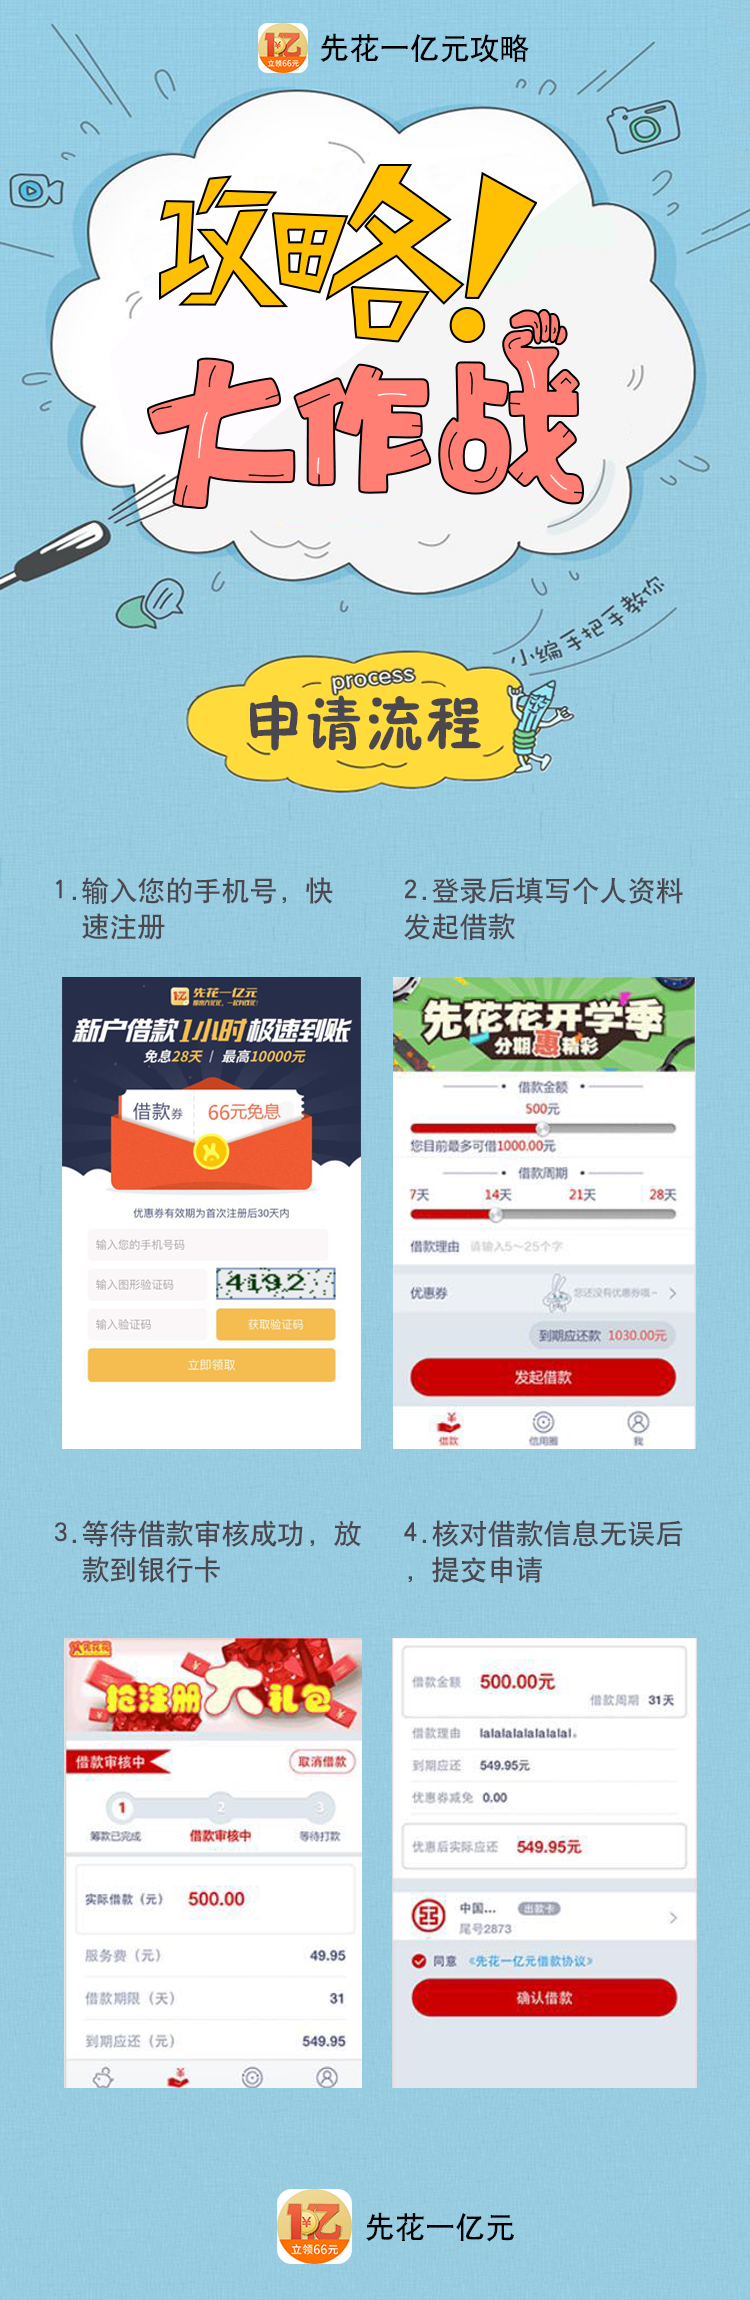 1亿
立领66元
先花一亿元攻略
攻略!
大作战
小编手把手教你
process
申请流程
1.输入您的手机号，快
速注册
2.登录后填写个人资料
发起借款
先花一亿元
新户借款1小时极速到账
免息28天 | 最高10000元
借款券
66元免息
优惠券有效期为首次注册后30天内
输入您的手机号码
输入图形验证码
4i92
输入验证码
获取验证码
立即领取
先花花开学季
分期惠精彩
借款金额
500元
您目前最多可借1000.00元
借款周期
7天 14天 21天 28天
借款理由 请输入5～25个字
优惠券
您还没有优惠券哦~
到期应还款 1030.00元
发起借款
借款 信用圈 我
3.等待借款审核成功，放
款到银行卡
4.核对借款信息无误后
，提交申请
先花花
抢注册大礼包
借款审核中
取消借款
1 2 3
筹款已完成 借款审核中 等待打款
实际借款（元） 500.00
服务费（元） 49.95
借款期限（天） 31
到期应还（元） 549.95
借款金额 500.00元
借款周期 31天
借款理由 lalalalalalalalal。
到期应还 549.95元
优惠券减免 0.00
优惠后实际应还 549.95元
中国... 出款卡
尾号2873
同意 《先花一亿元借款协议》
确认借款
1亿
立领66元
先花一亿元